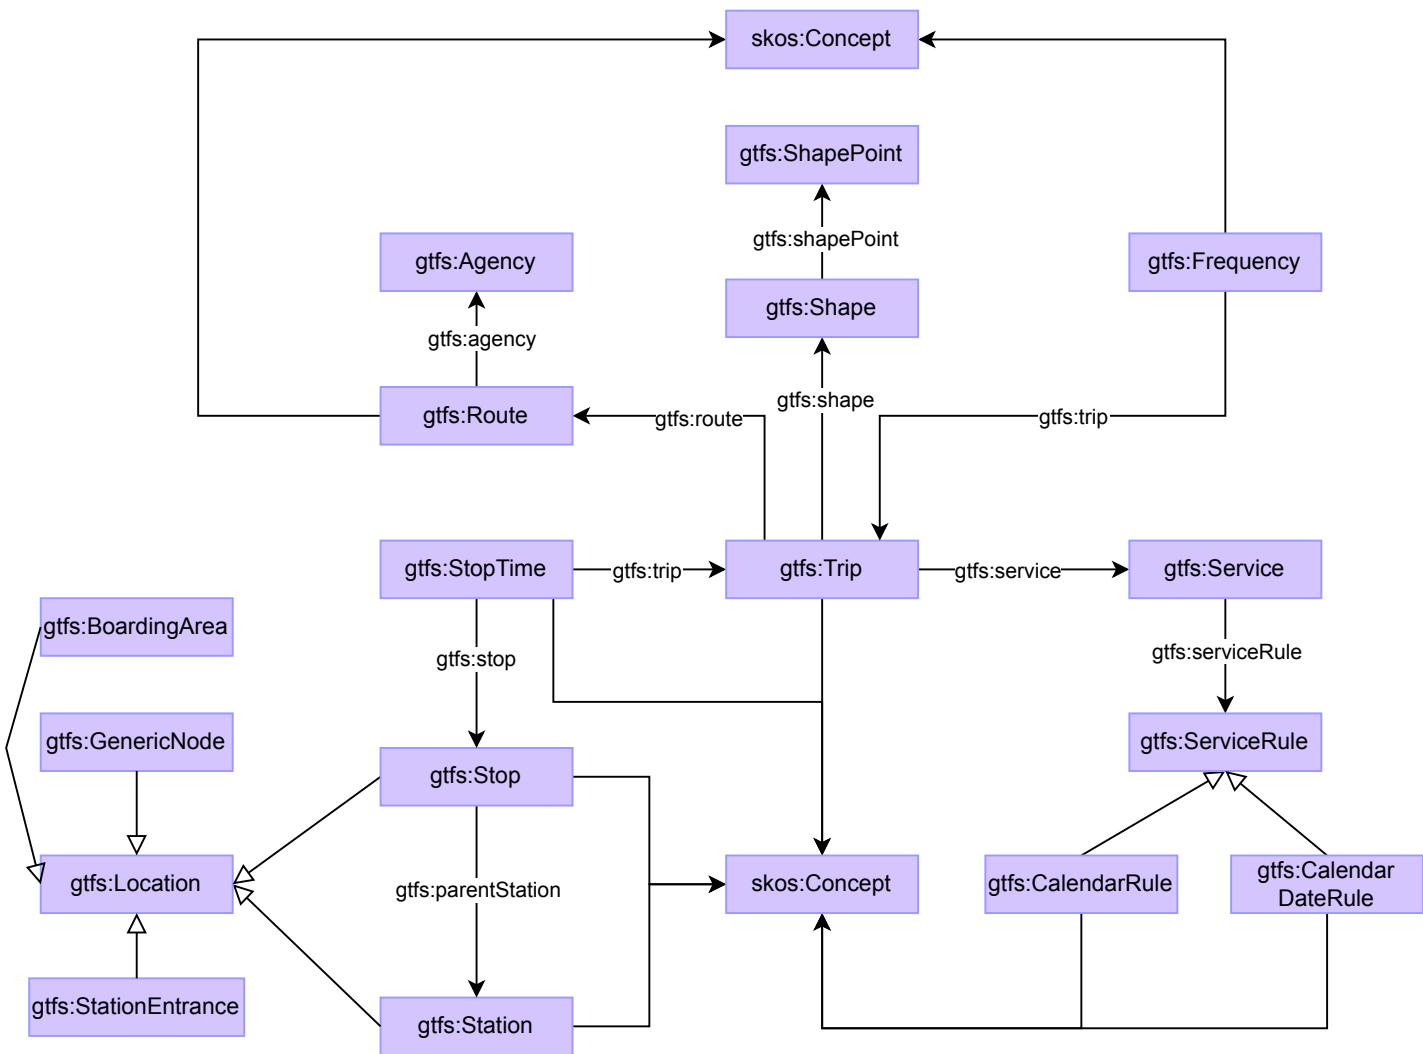 skos:Concept
gtfs:ShapePoint
gtfs:shapePoint
gtfs:Agency
gtfs:Frequency
gtfs:Shape
gtfs:agency
gtfs:shape
gtfs:Route
gtfs:route
gtfs:trip
gtfs:StopTime
gtfs:trip
gtfs:Trip
gtfs:service
gtfs:Service
gtfs:BoardingArea
gtfs:stop
gtfs:serviceRule
gtfs:GenericNode
gtfs:ServiceRule
gtfs:Stop
gtfs:Location
gtfs:parentStation
skos:Concept
gtfs:CalendarRule
gtfs:Calendar
DateRule
gtfs:StationEntrance
gtfs:Station